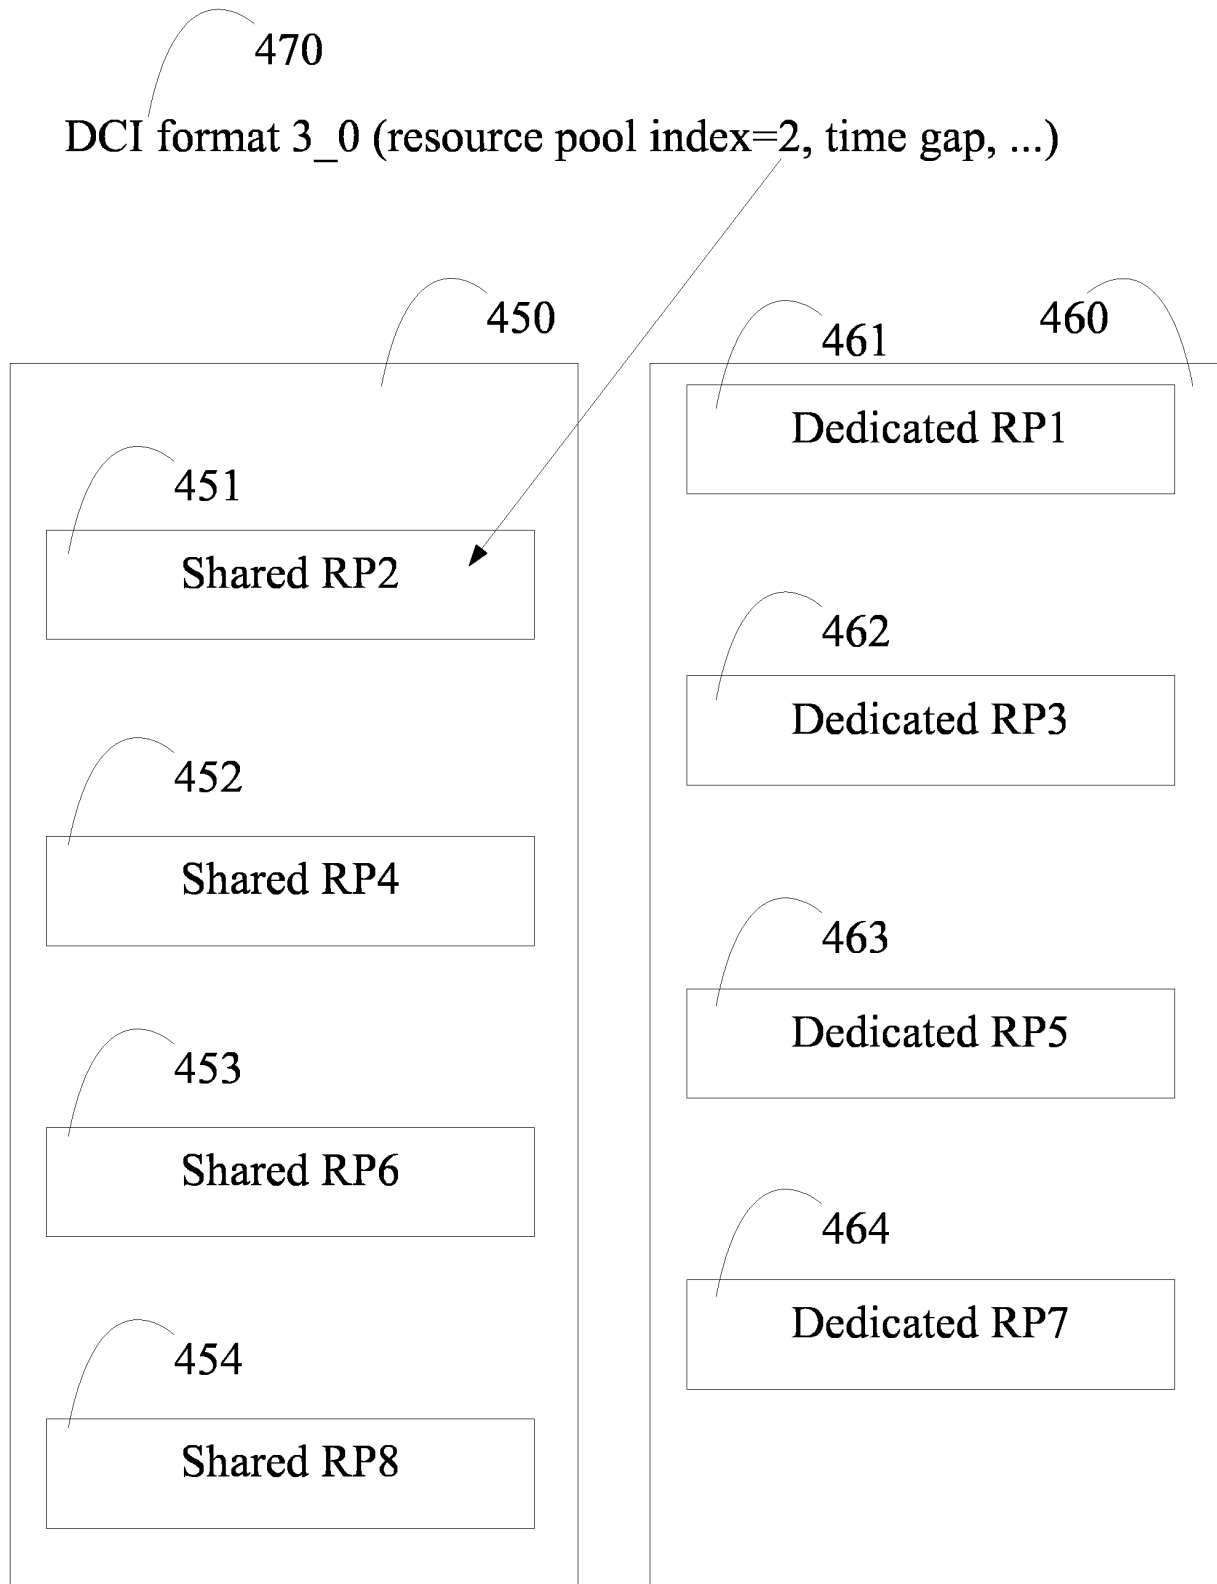 470
DCI format 3_0 (resource pool index=2, time gap, ...)
450
461
460
Dedicated RP1
451
Shared RP2
462
Dedicated RP3
452
Shared RP4
463
Dedicated RP5
453
Shared RP6
464
Dedicated RP7
454
Shared RP8